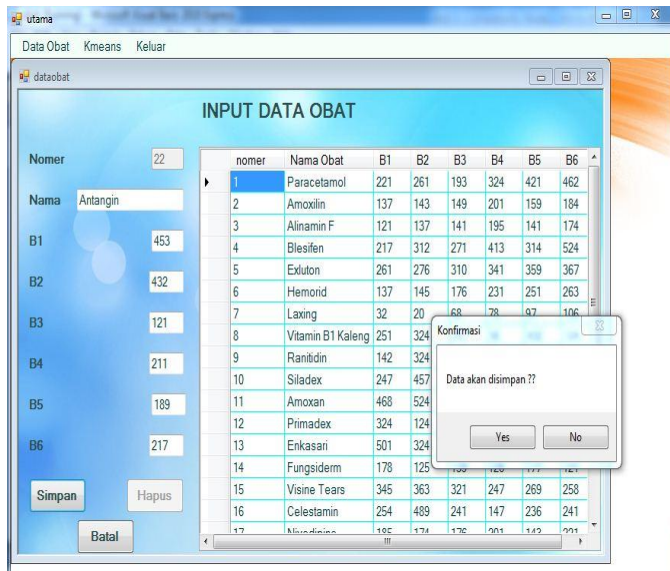 utama
Data Obat Kmeans Keluar
dataobat
INPUT DATA OBAT
Nomer 22
Nama Antangin
B1 453
B2 432
B3 121
B4 211
B5 189
B6 217
Simpan Hapus
Batal
nomer Nama Obat B1 B2 B3 B4 B5 B6
1 Paracetamol 221 261 193 324 421 462
2 Amoxilin 137 143 149 201 159 184
3 Alinamin F 121 137 141 195 141 174
4 Blesifen 217 312 271 413 314 524
5 Exluton 261 276 310 341 359 367
6 Hemorid 137 145 176 231 251 263
7 Laxing 32 20 68 78 97 106
8 Vitamin B1 Kaleng 251 324
9 Ranitidin 142 324
10 Siladex 247 457
11 Amoxan 468 524
12 Primadex 324 124
13 Enkasari 501 324
14 Fungsiderm 178 125
15 Visine Tears 345 363 321 247 269 258
16 Celestamin 254 489 241 147 236 241
17
Konfirmasi
Data akan disimpan ??
Yes No